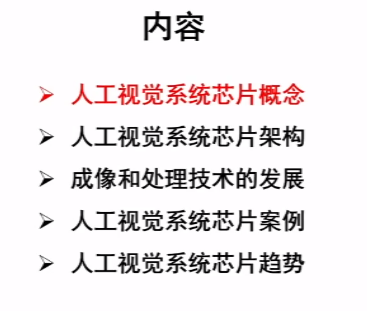 内容
➢ 人工视觉系统芯片概念
➢ 人工视觉系统芯片架构
➢ 成像和处理技术的发展
➢ 人工视觉系统芯片案例
➢ 人工视觉系统芯片趋势